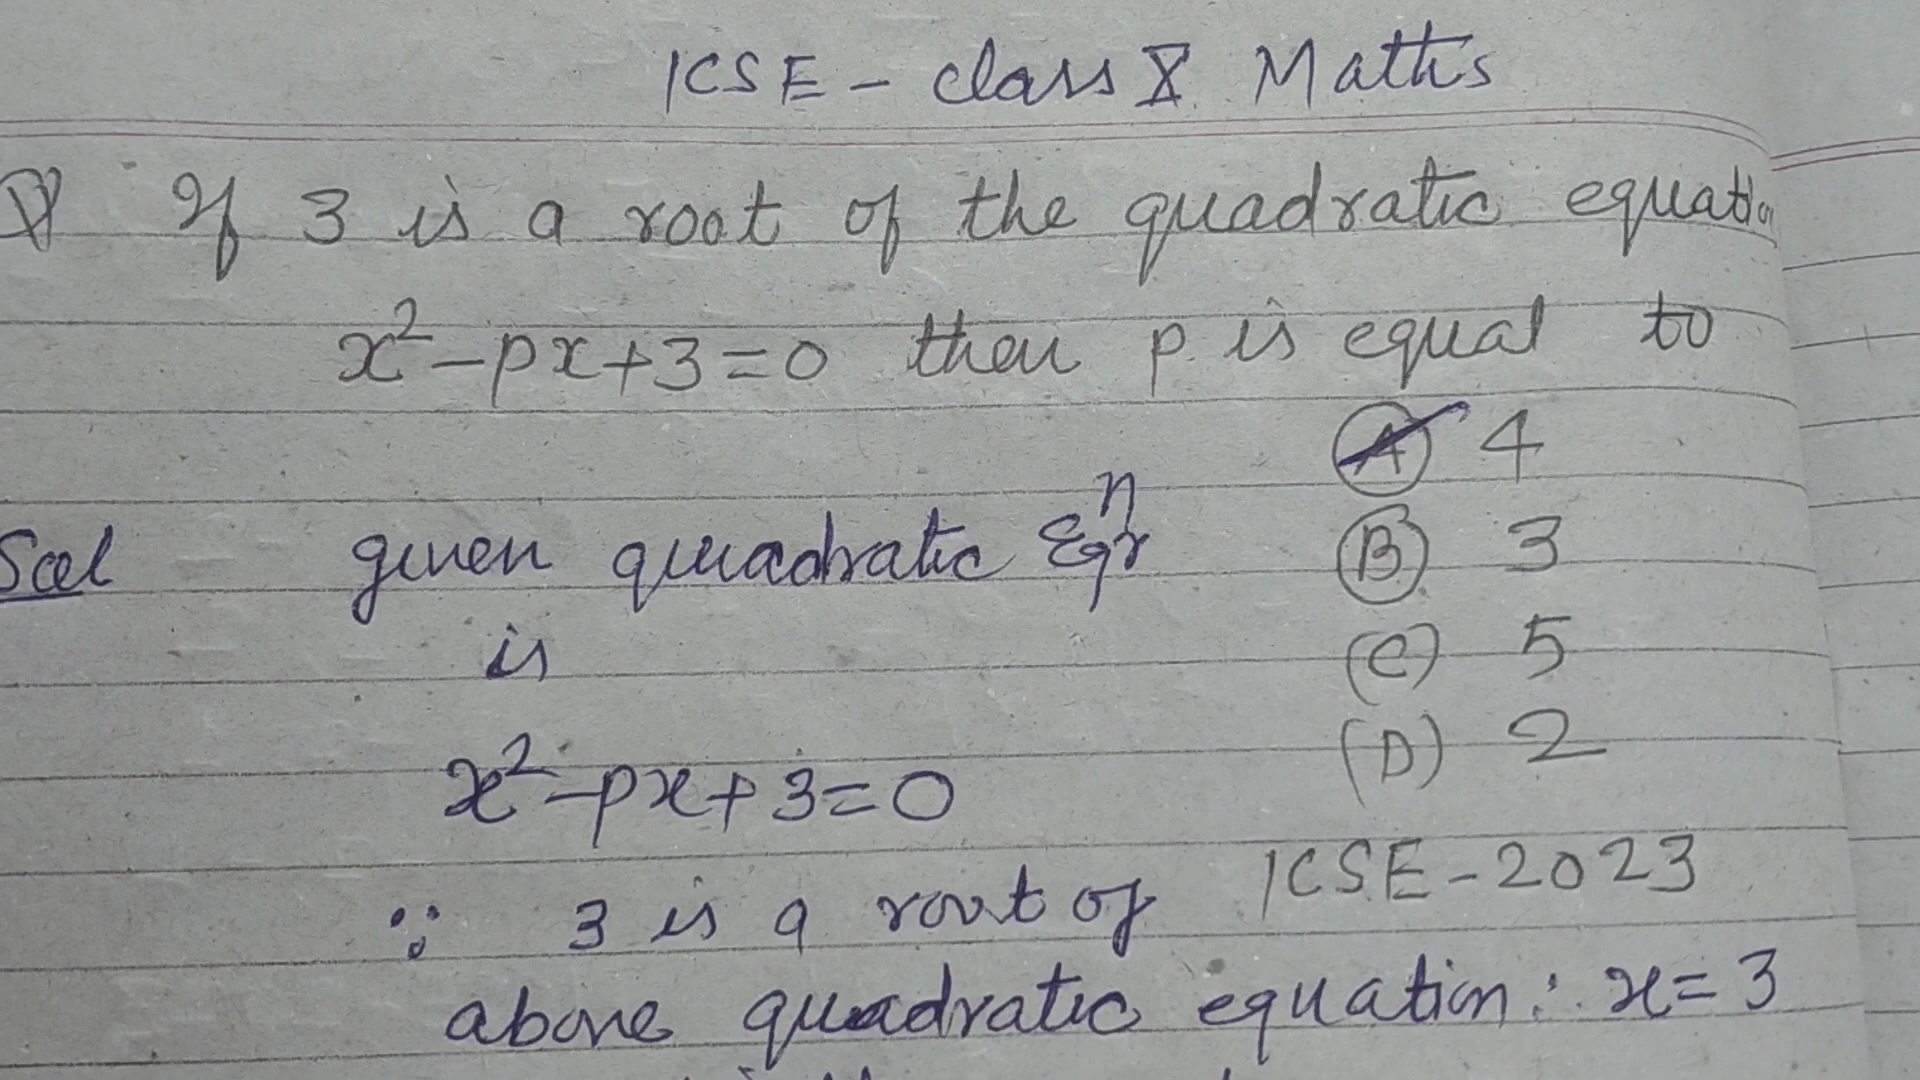 ICSE - class X Maths
Q If 3 is a root of the quadratic equation
x² - px + 3 = 0 then p is equal to
(A) 4
Sol given quadratic Eqn
(B) 3
is
(C) 5
(D) 2
x² - px + 3 = 0
ICSE - 2023
∵ 3 is a root of
above quadratic equation ∴ x = 3